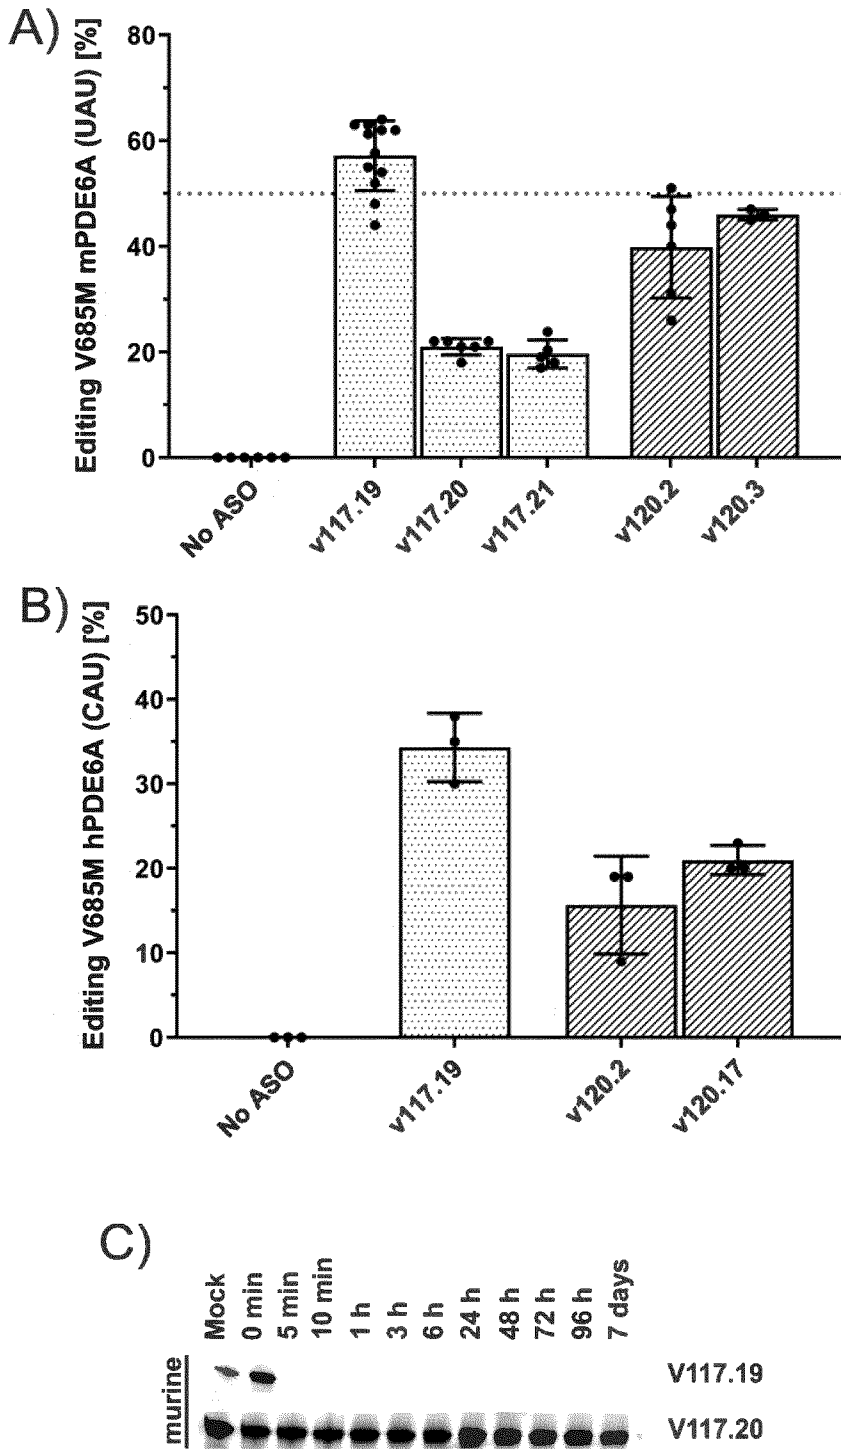 A)
Editing V685M mPDE6A (UAU) [%]
80
60
40
20
0
No ASO
v117.19
v117.20
v117.21
v120.2
v120.3
B)
Editing V685M hPDE6A (CAU) [%]
50
40
30
20
10
0
No ASO
v117.19
v120.2
v120.17
C)
Mock
0 min
5 min
10 min
1 h
3 h
6 h
24 h
48 h
72 h
96 h
7 days
murine
V117.19
V117.20